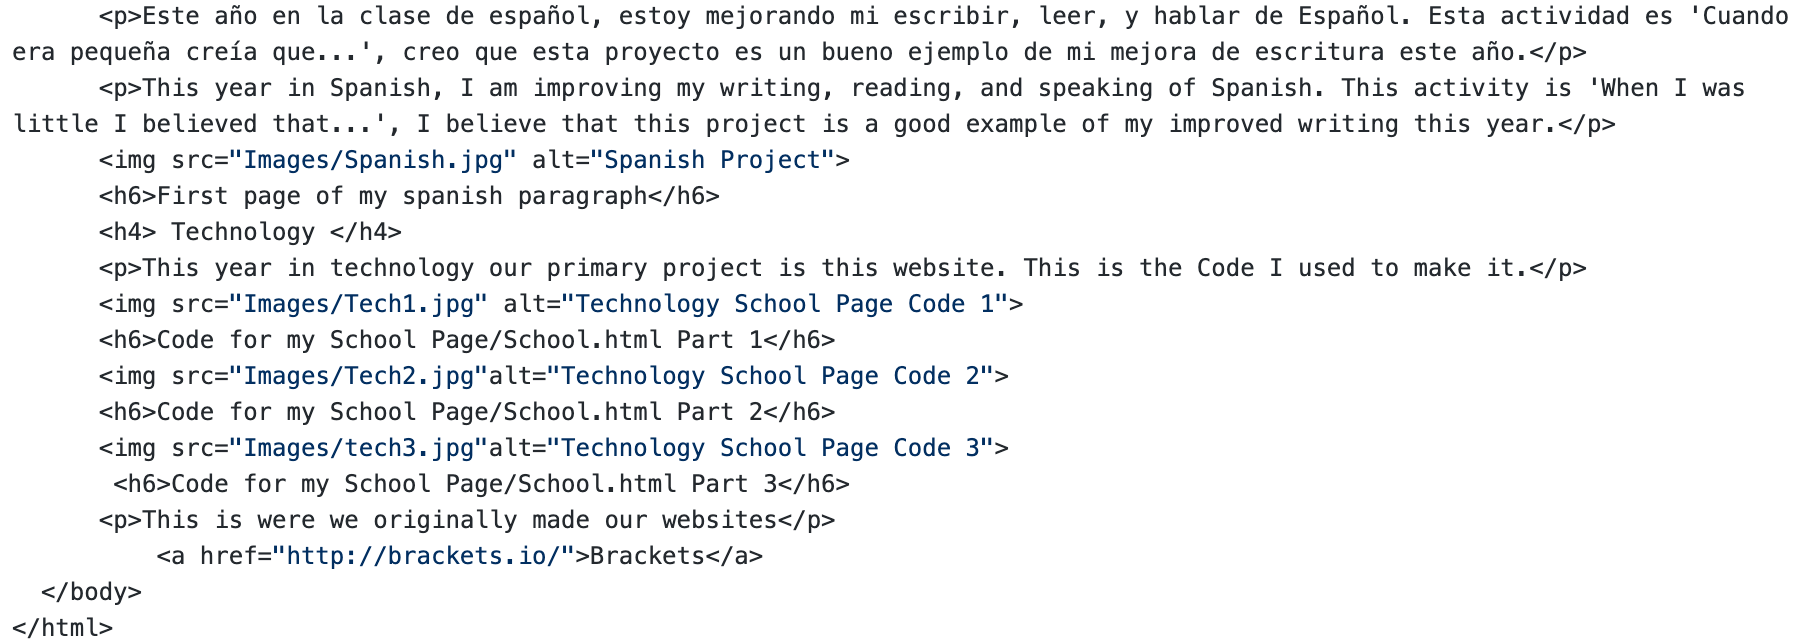 <p>Este año en la clase de español, estoy mejorando mi escribir, leer, y hablar de Español. Esta actividad es 'Cuando
era pequeña creía que...', creo que esta proyecto es un bueno ejemplo de mi mejora de escritura este año.</p>
<p>This year in Spanish, I am improving my writing, reading, and speaking of Spanish. This activity is 'When I was
little I believed that...', I believe that this project is a good example of my improved writing this year.</p>
<img src="Images/Spanish.jpg" alt="Spanish Project">
<h6>First page of my spanish paragraph</h6>
<h4> Technology </h4>
<p>This year in technology our primary project is this website. This is the Code I used to make it.</p>
<img src="Images/Tech1.jpg" alt="Technology School Page Code 1">
<h6>Code for my School Page/School.html Part 1</h6>
<img src="Images/Tech2.jpg"alt="Technology School Page Code 2">
<h6>Code for my School Page/School.html Part 2</h6>
<img src="Images/tech3.jpg"alt="Technology School Page Code 3">
<h6>Code for my School Page/School.html Part 3</h6>
<p>This is were we originally made our websites</p>
<a href="http://brackets.io/">Brackets</a>
</body>
</html>